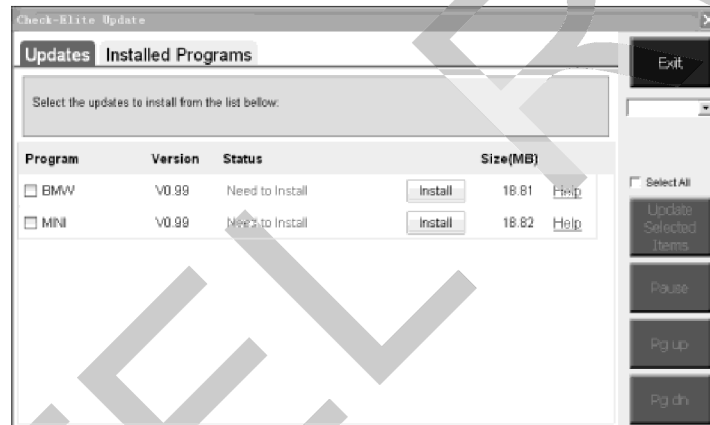 Check-Elite Update
Updates Installed Programs
Exit
Select the updates to install from the list bellow:
Program Version Status Size(MB)
Select All
BMW V0.99 Need to Install Install 18.81 Help
MINI V0.99 Need to Install Install 18.82 Help
Update
Selected
Items
Pause
Pg up
Pg dn